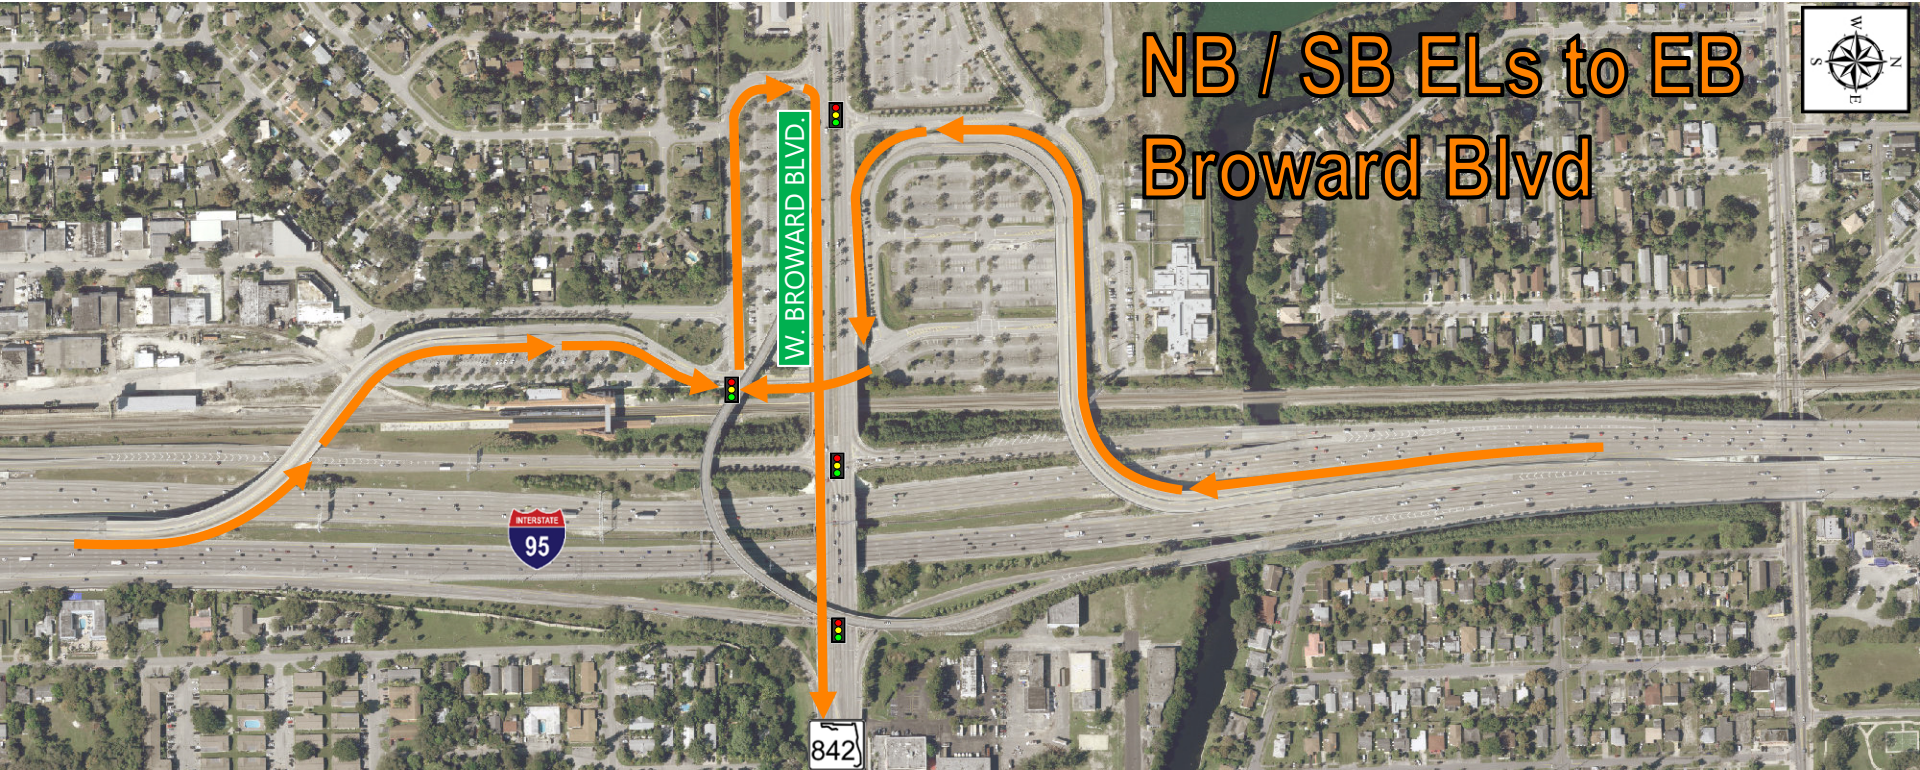 NB / SB ELs to EB
Broward Blvd
W
S
N
E
W. BROWARD BLVD.
INTERSTATE
95
842